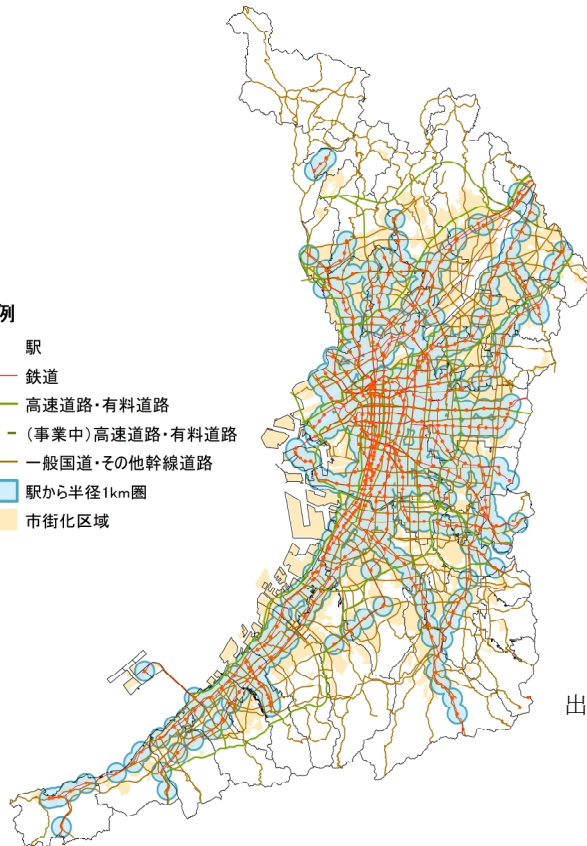 例
駅
鉄道
高速道路・有料道路
(事業中)高速道路・有料道路
一般国道・その他幹線道路
駅から半径1km圏
市街化区域
出